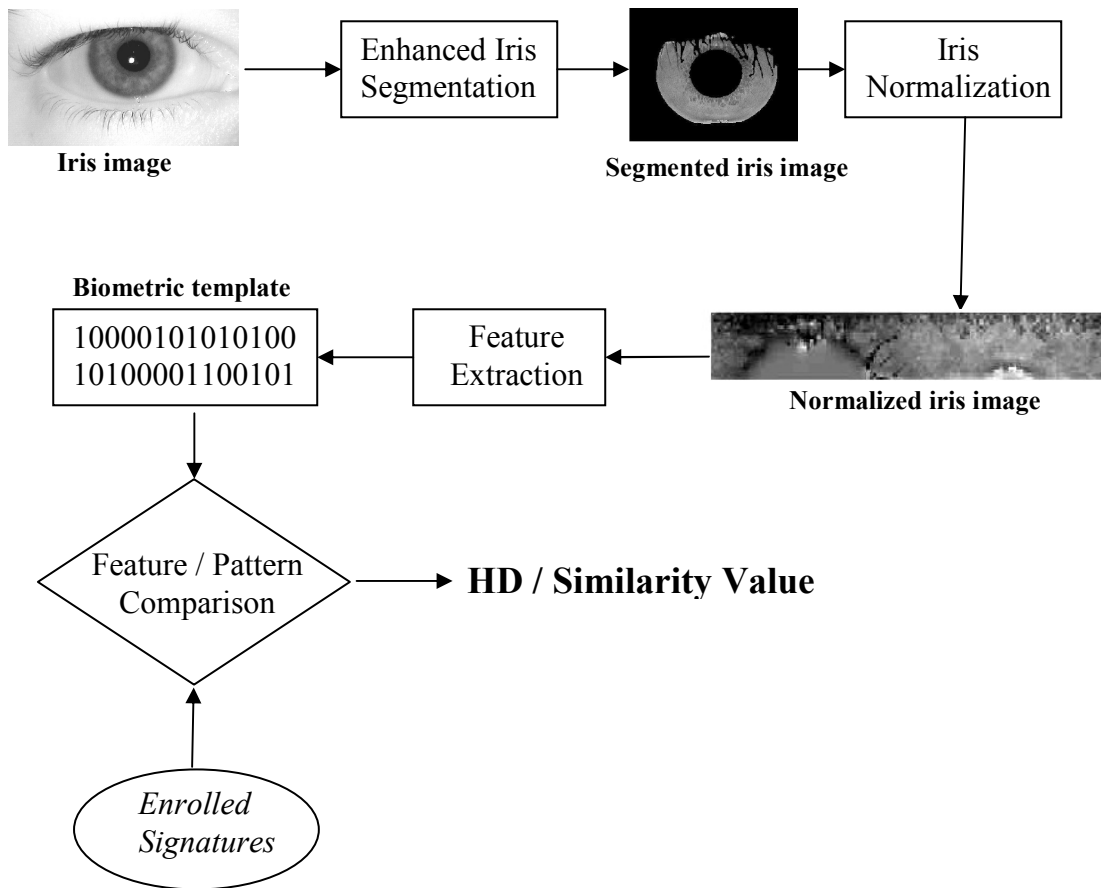 Enhanced Iris
Segmentation
Iris
Normalization
Iris image
Segmented iris image
Biometric template
10000101010100
10100001100101
Feature
Extraction
Normalized iris image
Feature / Pattern
Comparison
HD / Similarity Value
Enrolled
Signatures